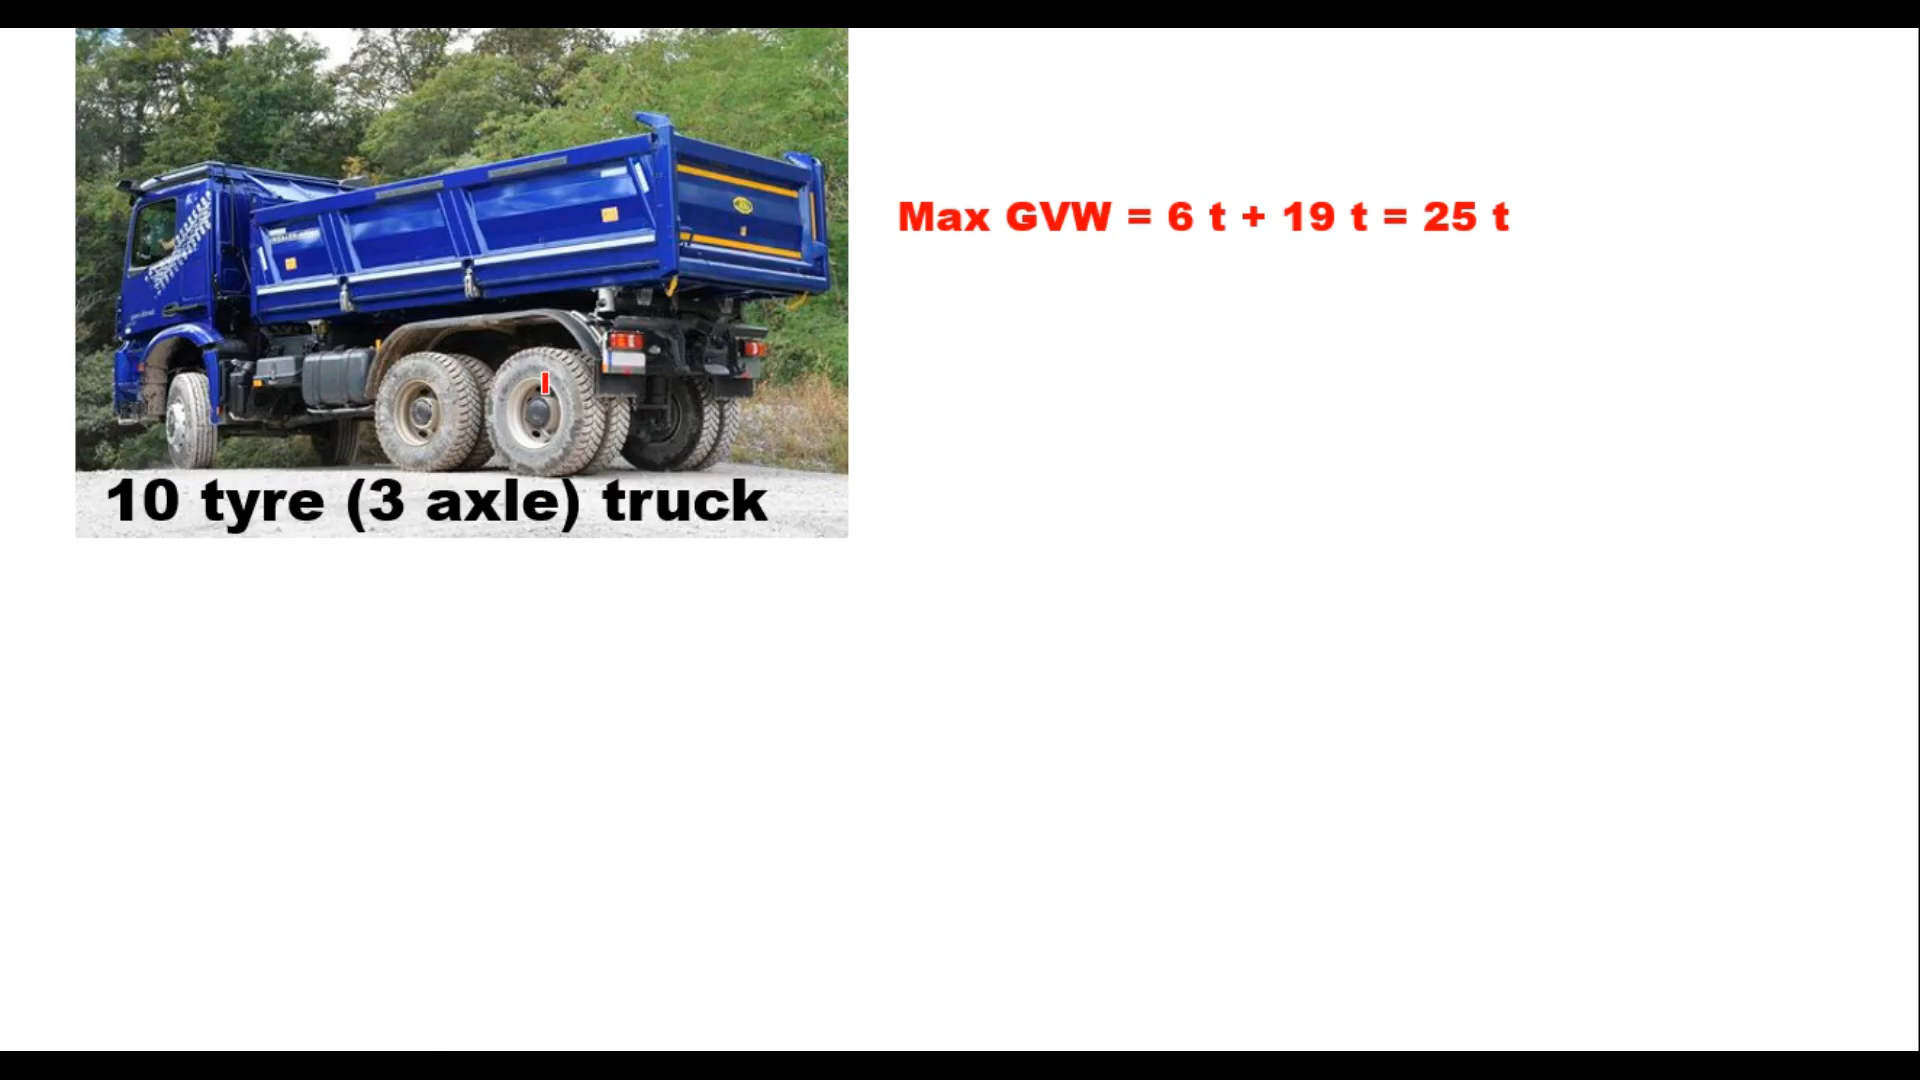 Max GVW = 6 t + 19 t = 25 t
10 tyre (3 axle) truck